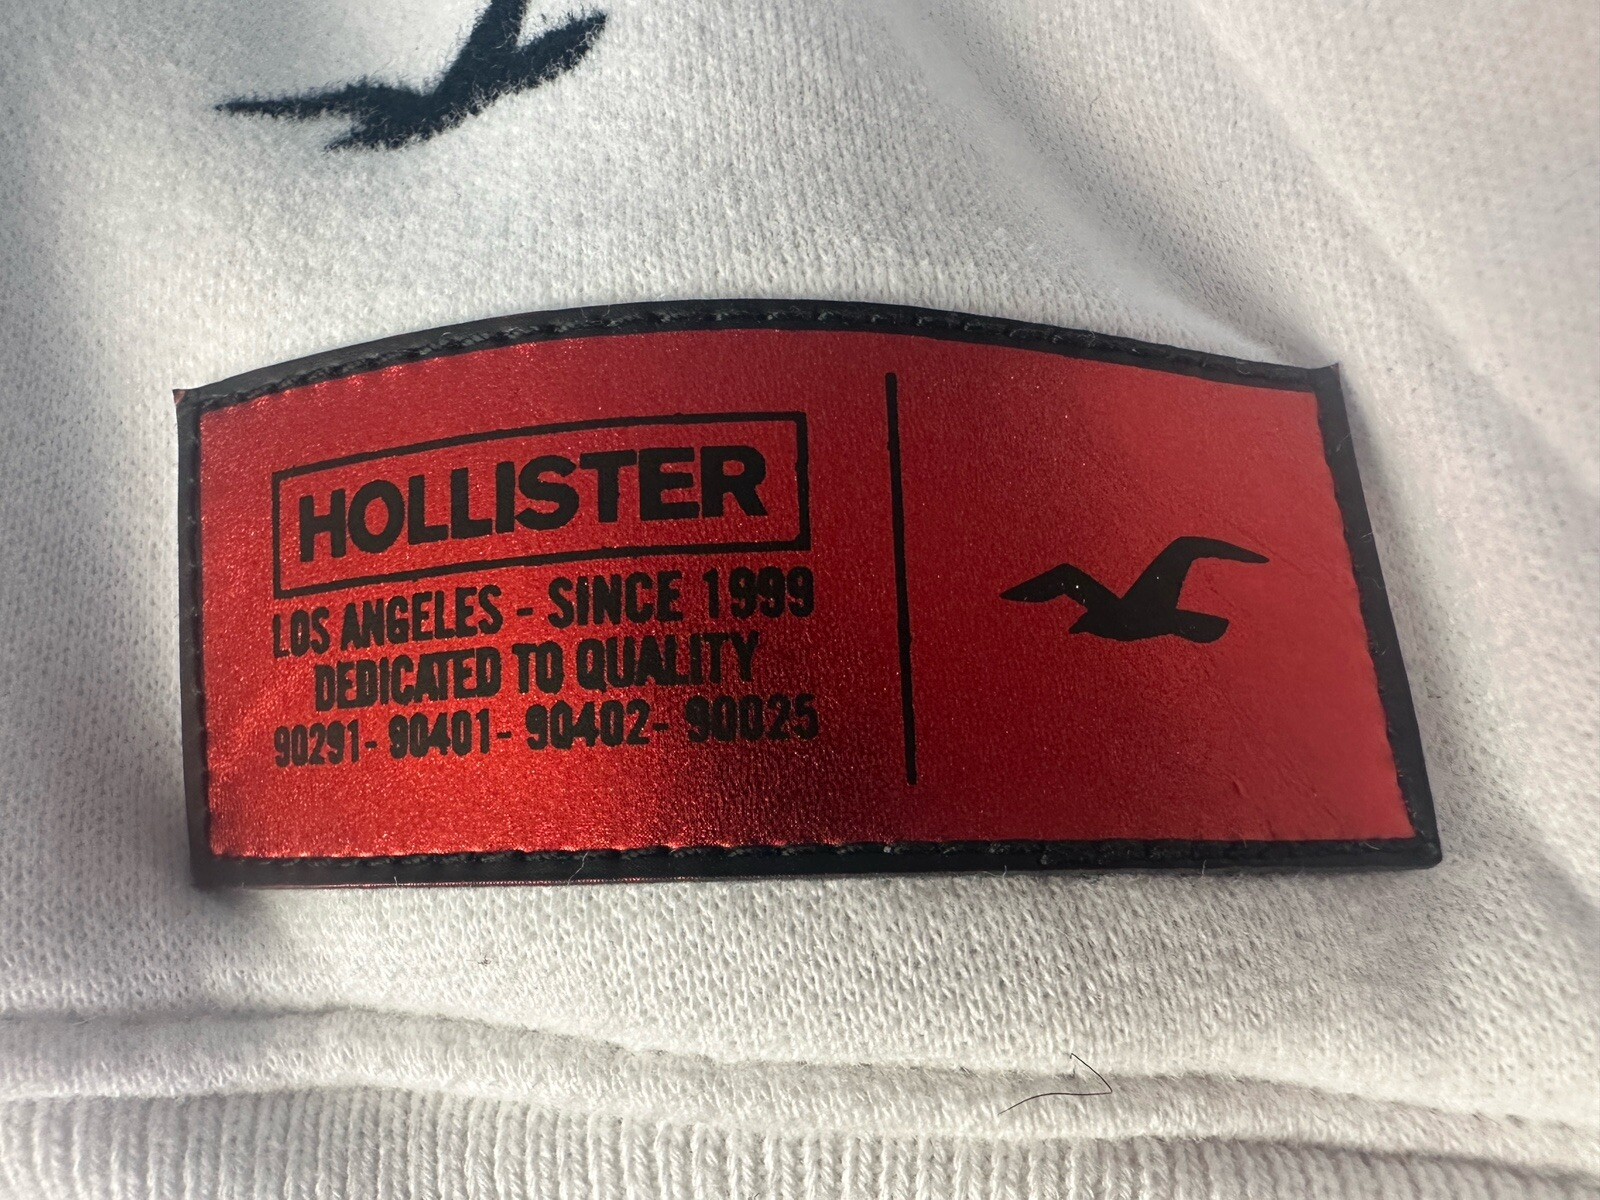 HOLLISTER
LOS ANGELES - SINCE 1999
DEDICATED TO QUALITY
90291- 90401- 90402- 90025